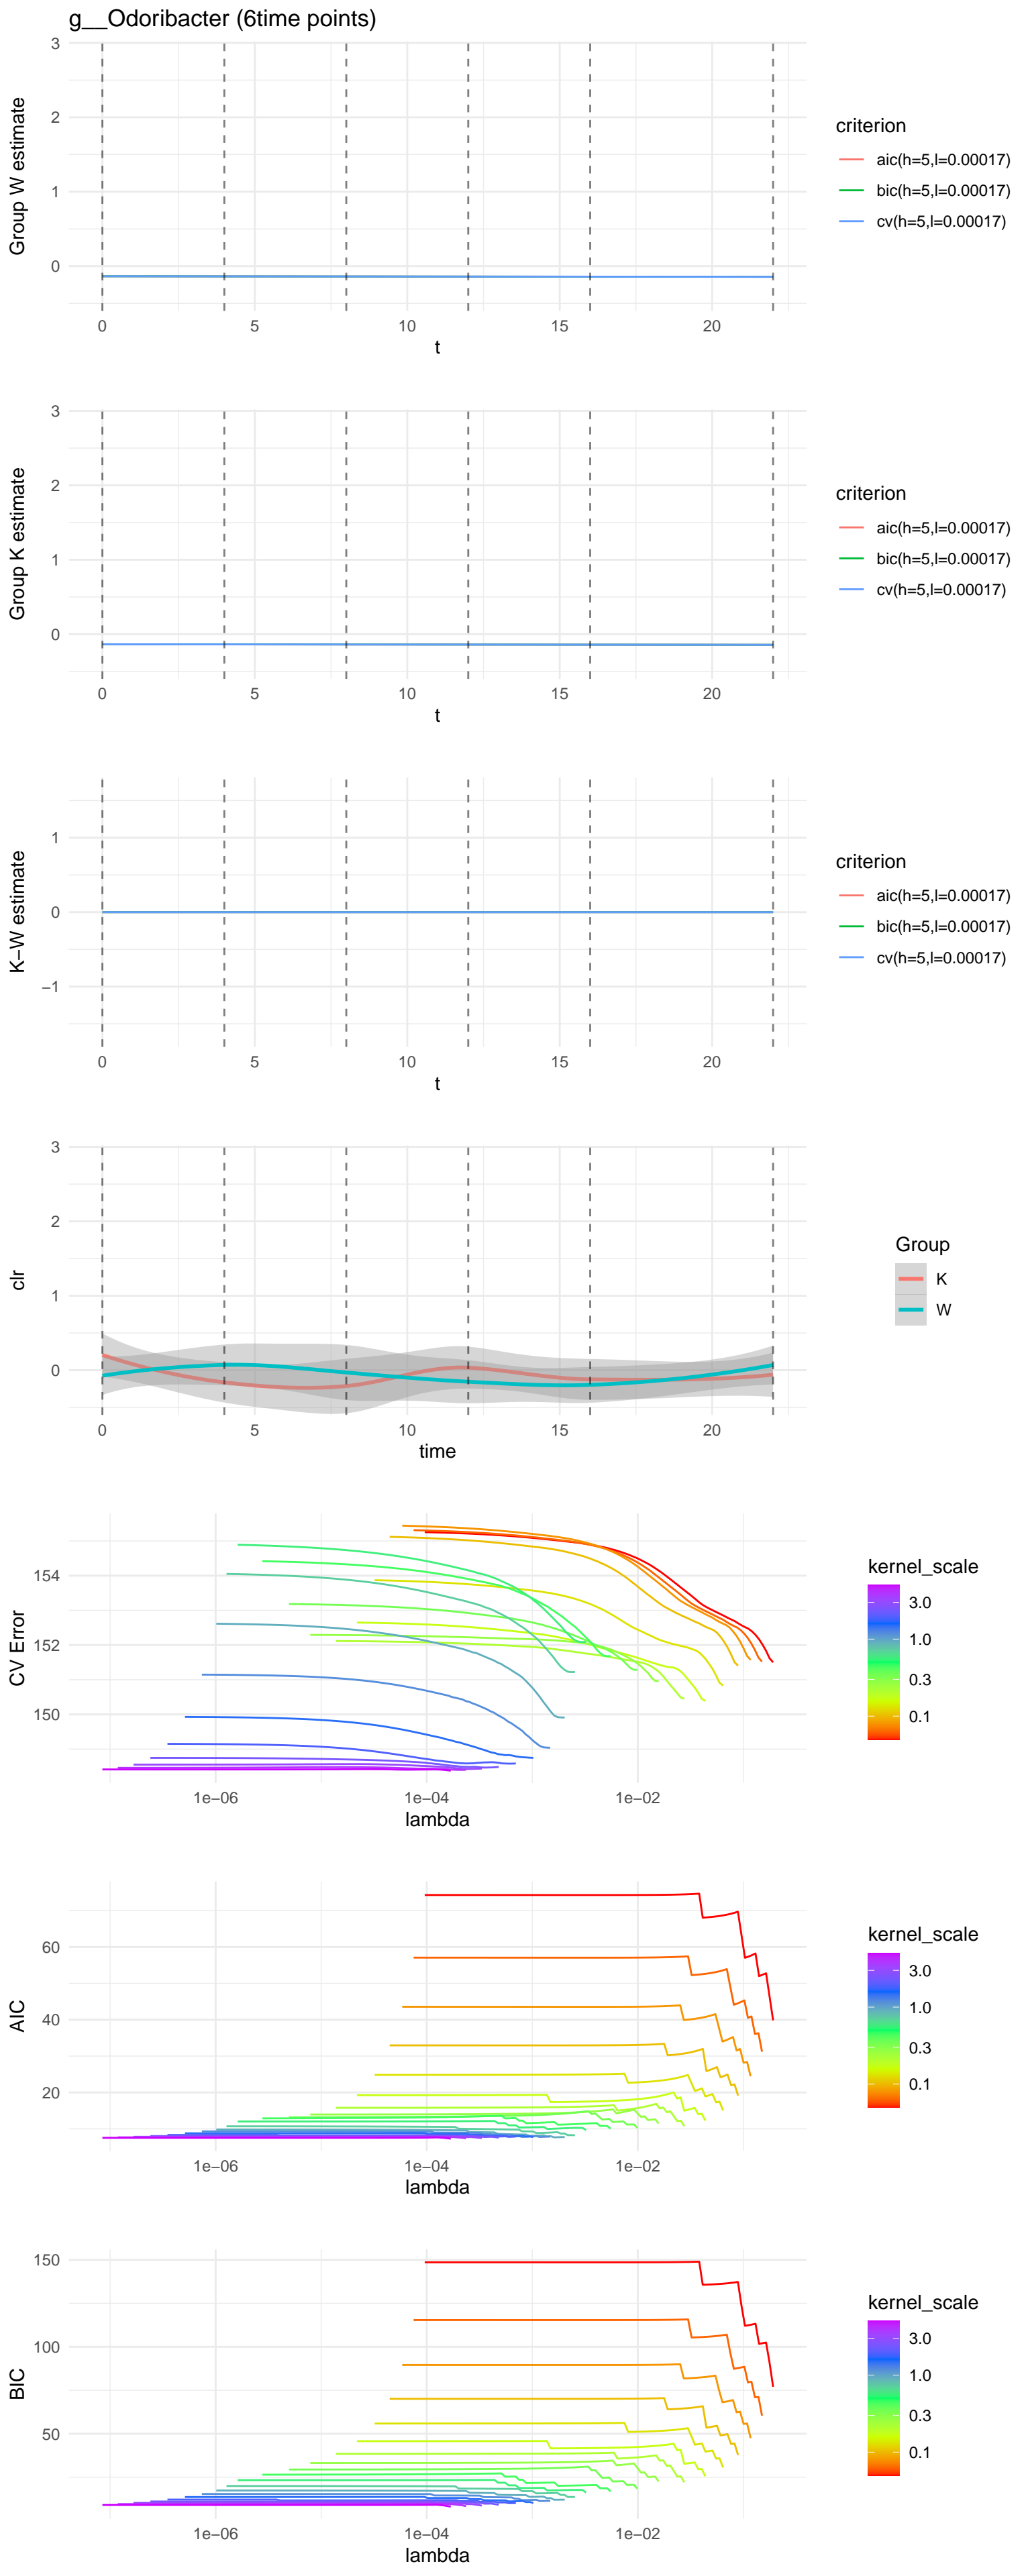 g__Odoribacter (6time points)
3
2
1
0
Group W estimate
0 5 10 15 20
t
criterion
aic(h=5,l=0.00017)
bic(h=5,l=0.00017)
cv(h=5,l=0.00017)
3
2
1
0
Group K estimate
0 5 10 15 20
t
criterion
aic(h=5,l=0.00017)
bic(h=5,l=0.00017)
cv(h=5,l=0.00017)
1
0
−1
K−W estimate
0 5 10 15 20
t
criterion
aic(h=5,l=0.00017)
bic(h=5,l=0.00017)
cv(h=5,l=0.00017)
3
2
1
0
clr
0 5 10 15 20
time
Group
K
W
154
152
150
CV Error
1e−06 1e−04 1e−02
lambda
kernel_scale
3.0
1.0
0.3
0.1
60
40
20
AIC
1e−06 1e−04 1e−02
lambda
kernel_scale
3.0
1.0
0.3
0.1
150
100
50
BIC
1e−06 1e−04 1e−02
lambda
kernel_scale
3.0
1.0
0.3
0.1